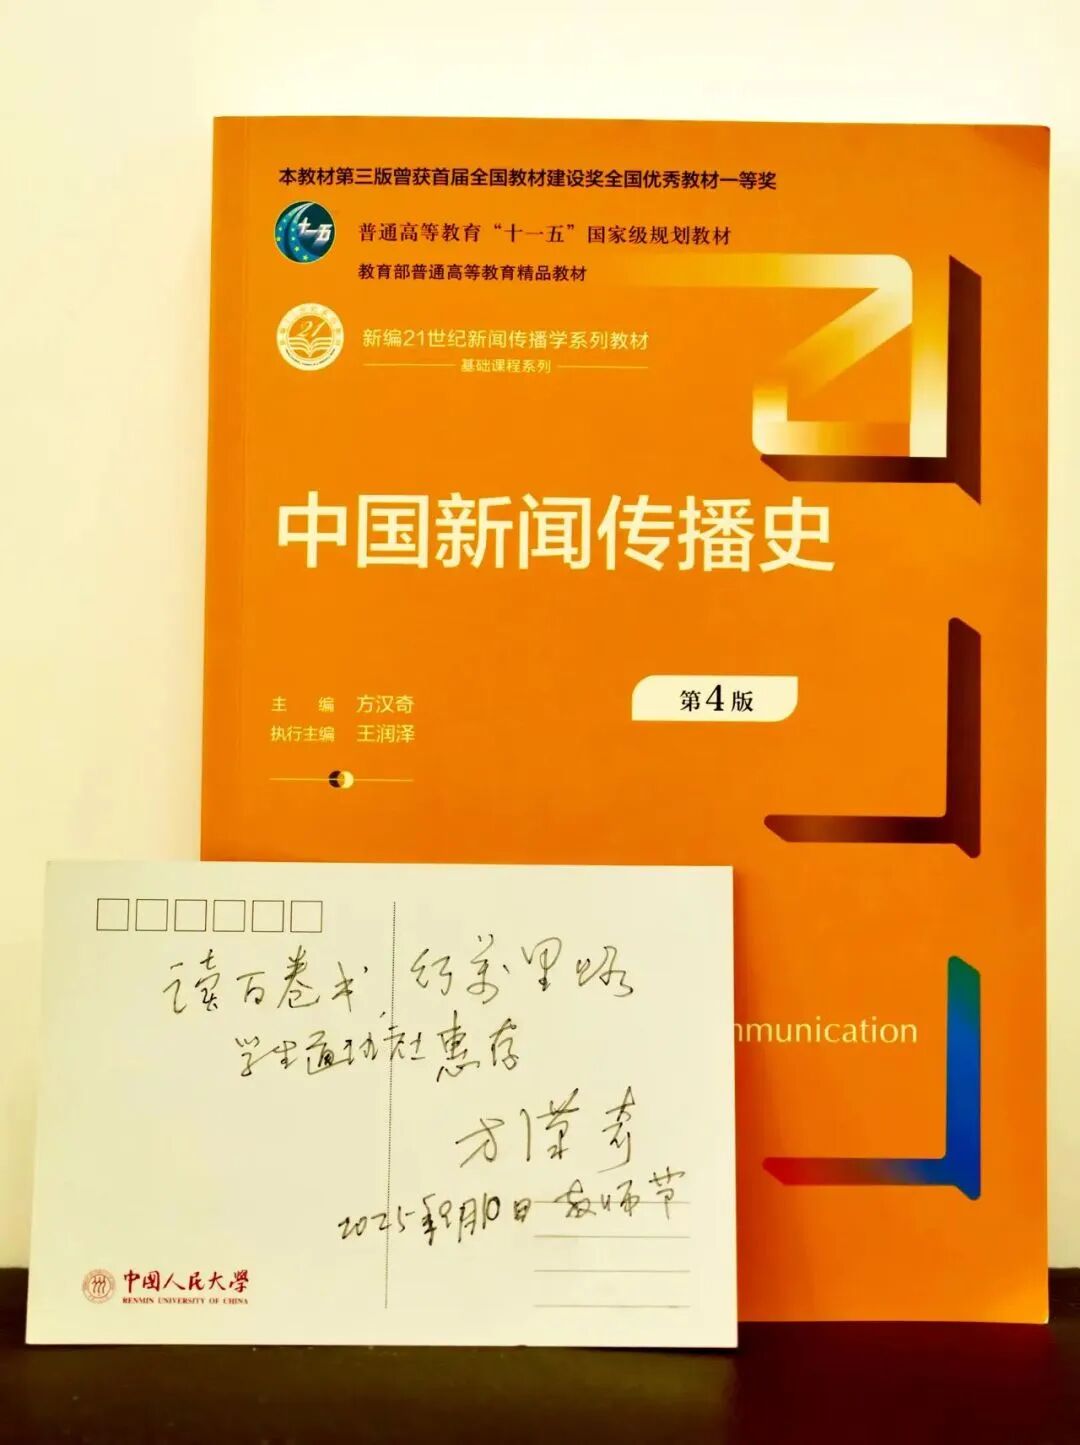 本教材第三版曾获首届全国教材建设奖全国优秀教材一等奖
十一五
普通高等教育“十一五”国家级规划教材
教育部普通高等教育精品教材
21
新编21世纪新闻传播学系列教材
基础课程系列
中国新闻传播史
第4版
主 编 方汉奇
执行主编 王润泽
mmunication
读百卷书,行万里路
学生通讯社惠存
方漢奇
2025年9月10日 教师节
中国人民大学
RENMIN UNIVERSITY OF CHINA